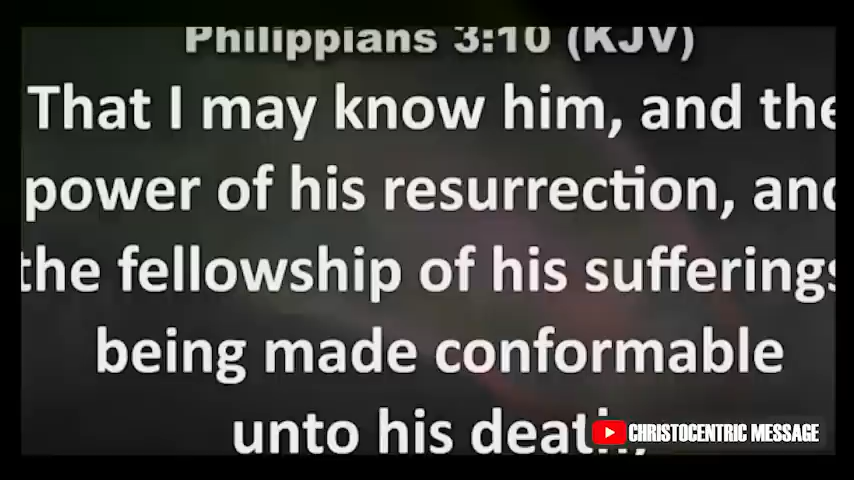 Philippians 3:10 (KJV)
That I may know him, and the
power of his resurrection, and
the fellowship of his sufferings
being made conformable
unto his death,
CHRISTOCENTRIC MESSAGE